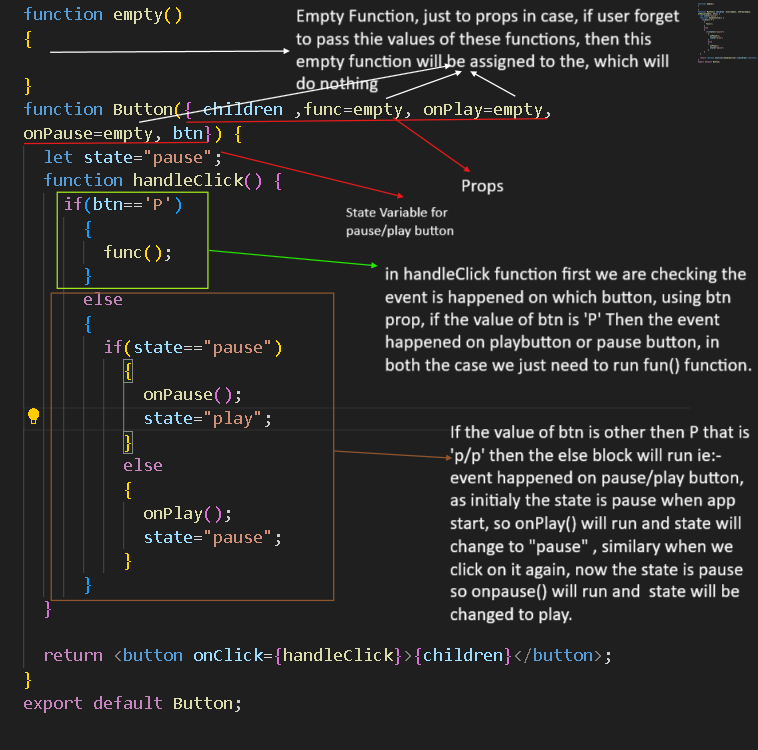 function empty()
{
}
function Button({ children ,func=empty, onPlay=empty,
onPause=empty, btn}) {
let state="pause";
function handleClick() {
if(btn=='P')
{
func();
}
else
{
if(state=="pause")
{
onPause();
state="play";
}
else
{
onPlay();
state="pause";
}
}
}
return <button onClick={handleClick}>{children}</button>;
}
export default Button;
Empty Function, just to props in case, if user forget
to pass thie values of these functions, then this
empty function will be assigned to the, which will
do nothing
Props
State Variable for
pause/play button
in handleClick function first we are checking the
event is happened on which button, using btn
prop, if the value of btn is 'P' Then the event
happened on playbutton or pause button, in
both the case we just need to run fun() function.
If the value of btn is other then P that is
'p/p' then the else block will run ie:-
event happened on pause/play button,
as initialy the state is pause when app
start, so onPlay() will run and state will
change to "pause" , similary when we
click on it again, now the state is pause
so onpause() will run and state will be
changed to play.